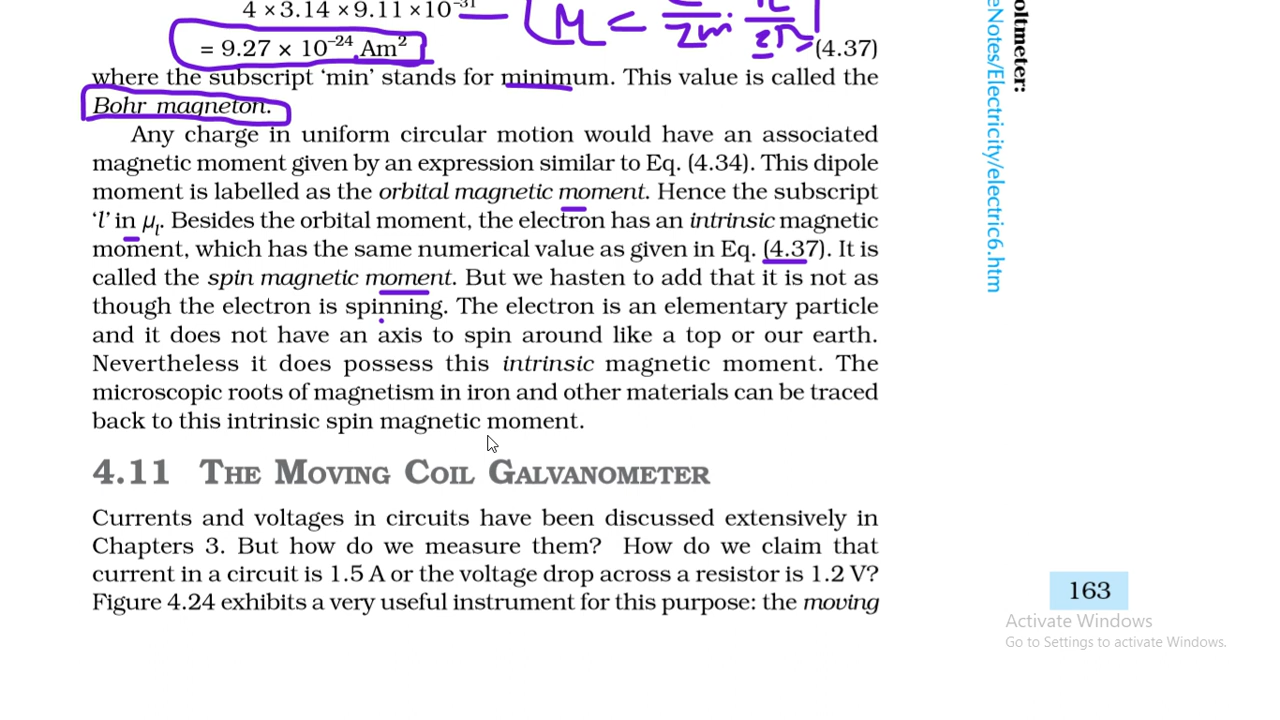 4 ×3.14 ×9.11 ×10⁻³¹
= 9.27 × 10⁻²⁴ Am²
(4.37)
where the subscript ‘min’ stands for minimum. This value is called the
Bohr magneton.
Any charge in uniform circular motion would have an associated
magnetic moment given by an expression similar to Eq. (4.34). This dipole
moment is labelled as the orbital magnetic moment. Hence the subscript
‘l’ in μl. Besides the orbital moment, the electron has an intrinsic magnetic
moment, which has the same numerical value as given in Eq. (4.37). It is
called the spin magnetic moment. But we hasten to add that it is not as
though the electron is spinning. The electron is an elementary particle
and it does not have an axis to spin around like a top or our earth.
Nevertheless it does possess this intrinsic magnetic moment. The
microscopic roots of magnetism in iron and other materials can be traced
back to this intrinsic spin magnetic moment.
4.11 The Moving Coil Galvanometer
Currents and voltages in circuits have been discussed extensively in
Chapters 3. But how do we measure them? How do we claim that
current in a circuit is 1.5 A or the voltage drop across a resistor is 1.2 V?
Figure 4.24 exhibits a very useful instrument for this purpose: the moving
oltmeter:
eNotes/Electricity/electric6.htm
163
Activate Windows
Go to Settings to activate Windows.